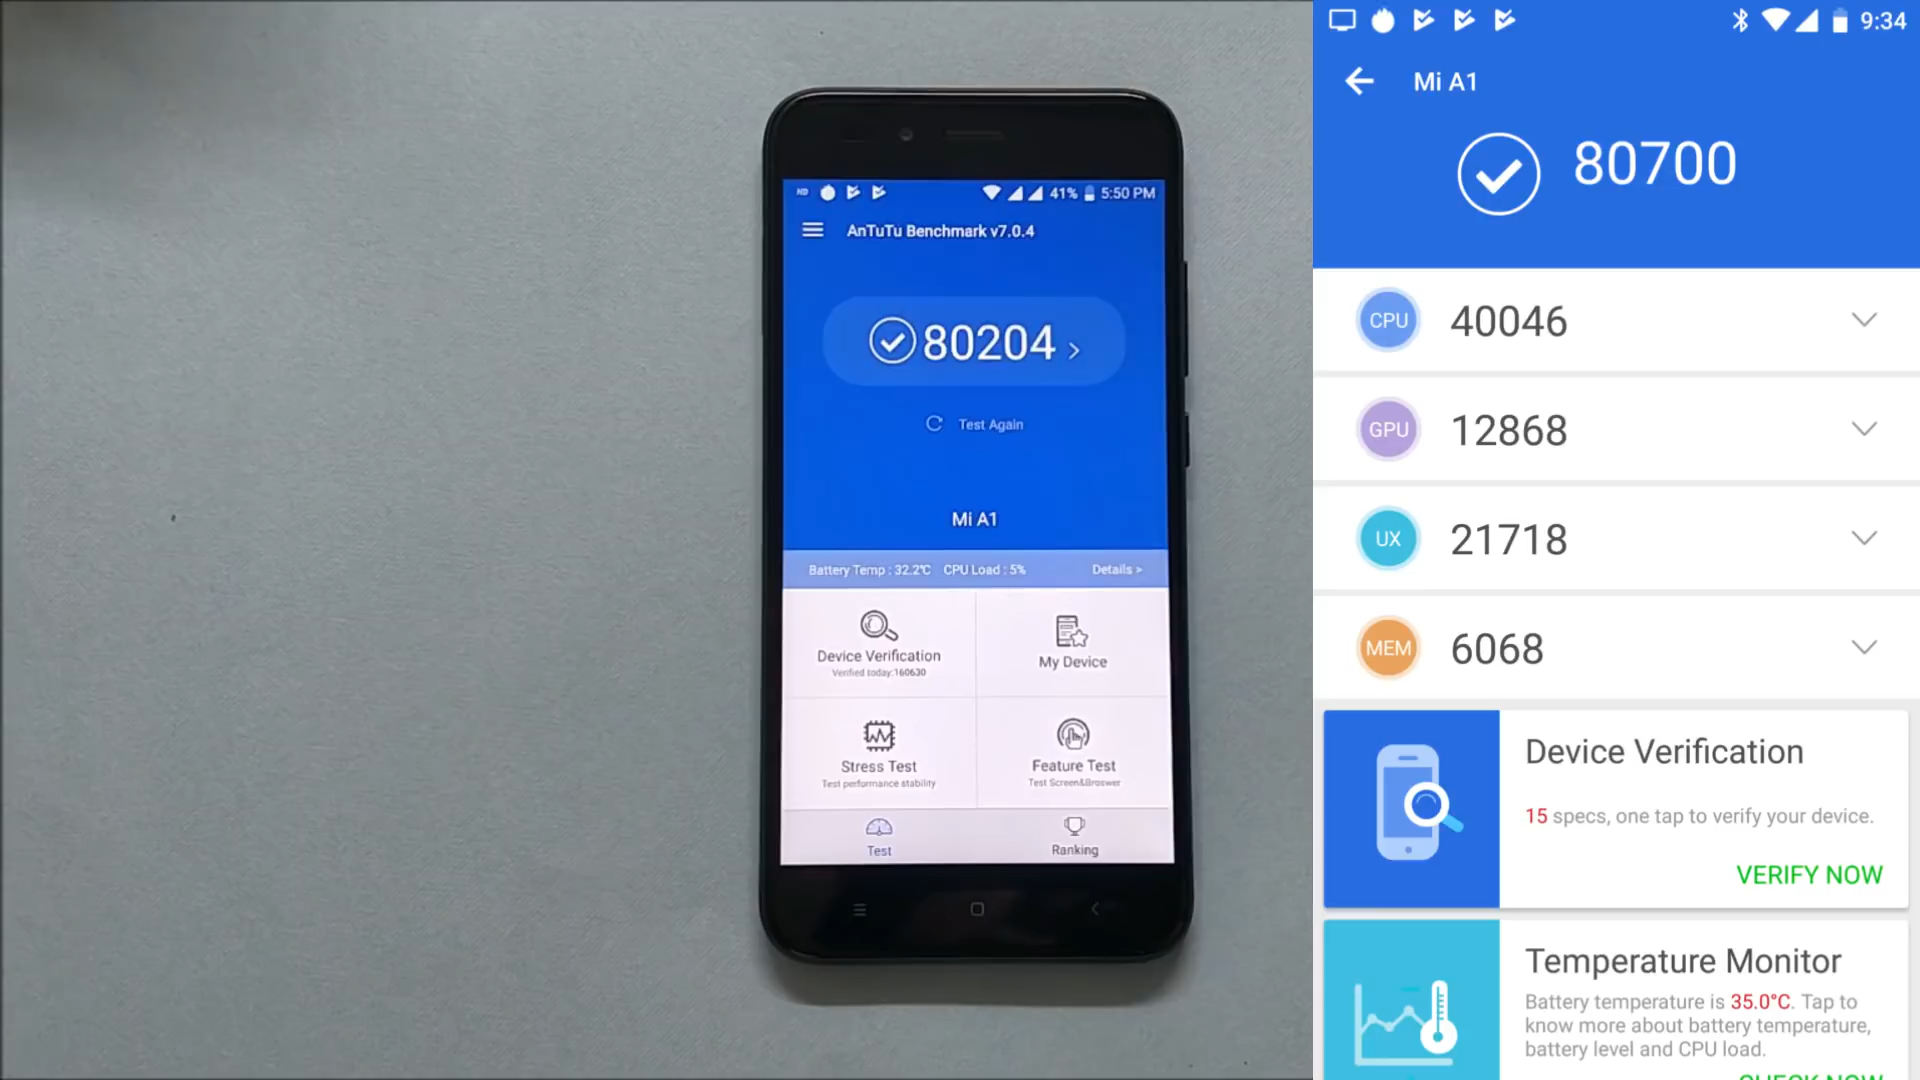 HD 41% 5:50 PM
AnTuTu Benchmark v7.0.4
80204 >
Test Again
Mi A1
Battery Temp : 32.2℃ CPU Load : 5% Details >
Device Verification
Verified today:160630
My Device
Stress Test
Test performance stability
Feature Test
Test Screen&Broswer
Test
Ranking
9:34
Mi A1
80700
CPU 40046
GPU 12868
UX 21718
MEM 6068
Device Verification
15 specs, one tap to verify your device.
VERIFY NOW
Temperature Monitor
Battery temperature is 35.0°C. Tap to
know more about battery temperature,
battery level and CPU load.
CHECK NOW